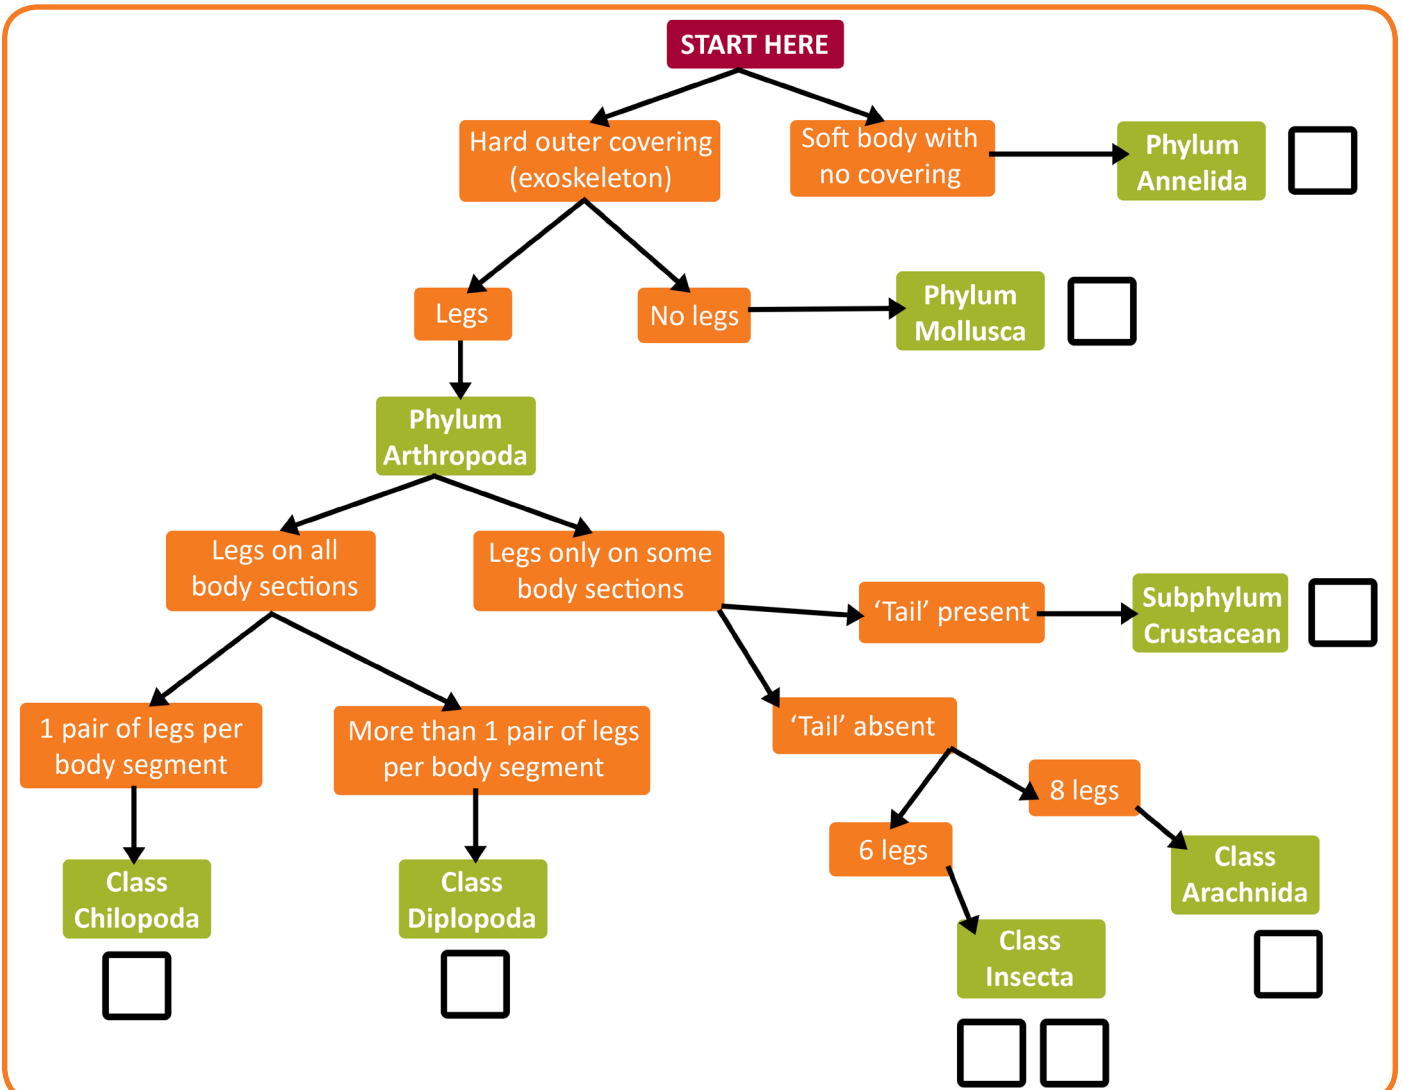 START HERE
Hard outer covering
(exoskeleton)
Soft body with
no covering
Phylum
Annelida
Legs
No legs
Phylum
Mollusca
Phylum
Arthropoda
Legs on all
body sections
Legs only on some
body sections
‘Tail’ present
Subphylum
Crustacean
1 pair of legs per
body segment
More than 1 pair of legs
per body segment
‘Tail’ absent
8 legs
6 legs
Class
Chilopoda
Class
Diplopoda
Class
Arachnida
Class
Insecta